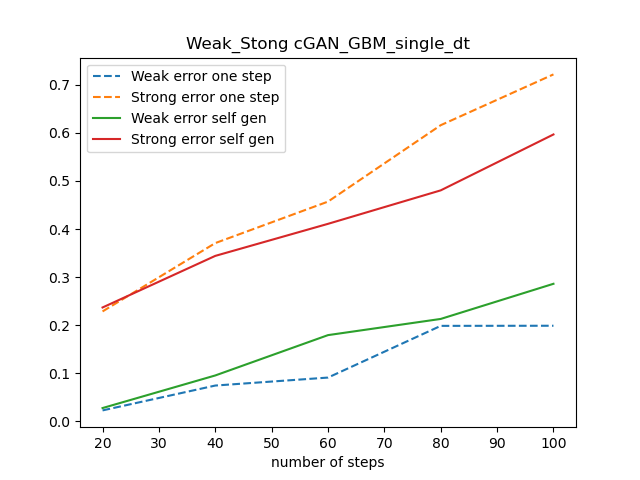 Weak_Stong cGAN_GBM_single_dt
Weak error one step
Strong error one step
Weak error self gen
Strong error self gen
0.7
0.6
0.5
0.4
0.3
0.2
0.1
0.0
20 30 40 50 60 70 80 90 100
number of steps